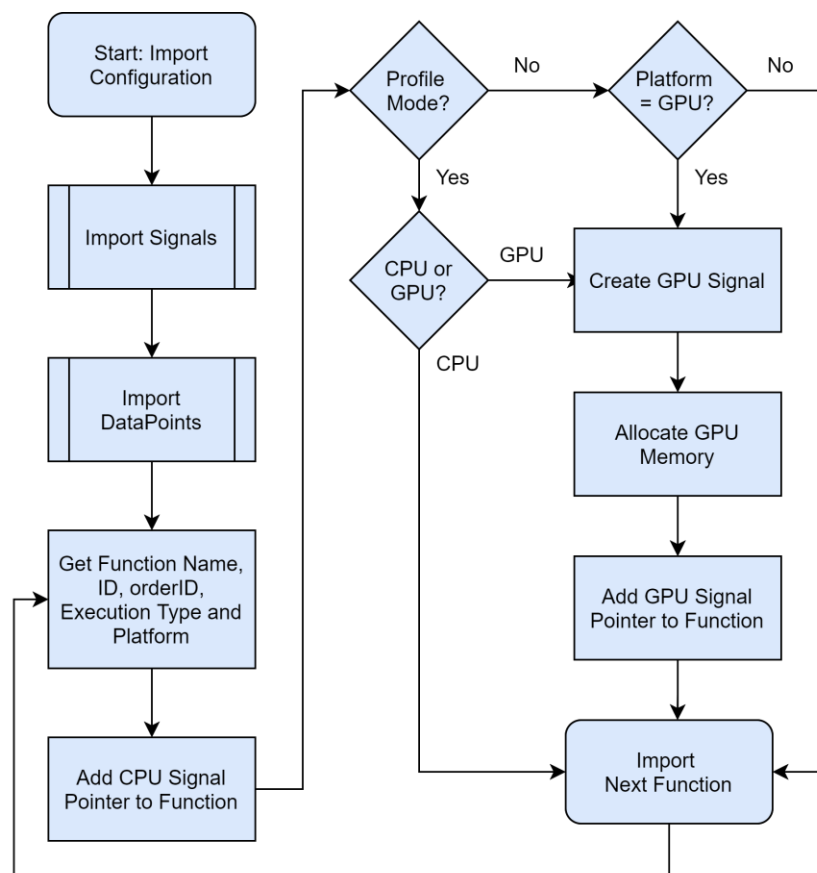 Start: Import
Configuration
Import Signals
Import
DataPoints
Get Function Name,
ID, orderID,
Execution Type and
Platform
Add CPU Signal
Pointer to Function
Profile
Mode?
No
Yes
Platform
= GPU?
No
Yes
CPU or
GPU?
GPU
CPU
Create GPU Signal
Allocate GPU
Memory
Add GPU Signal
Pointer to Function
Import
Next Function